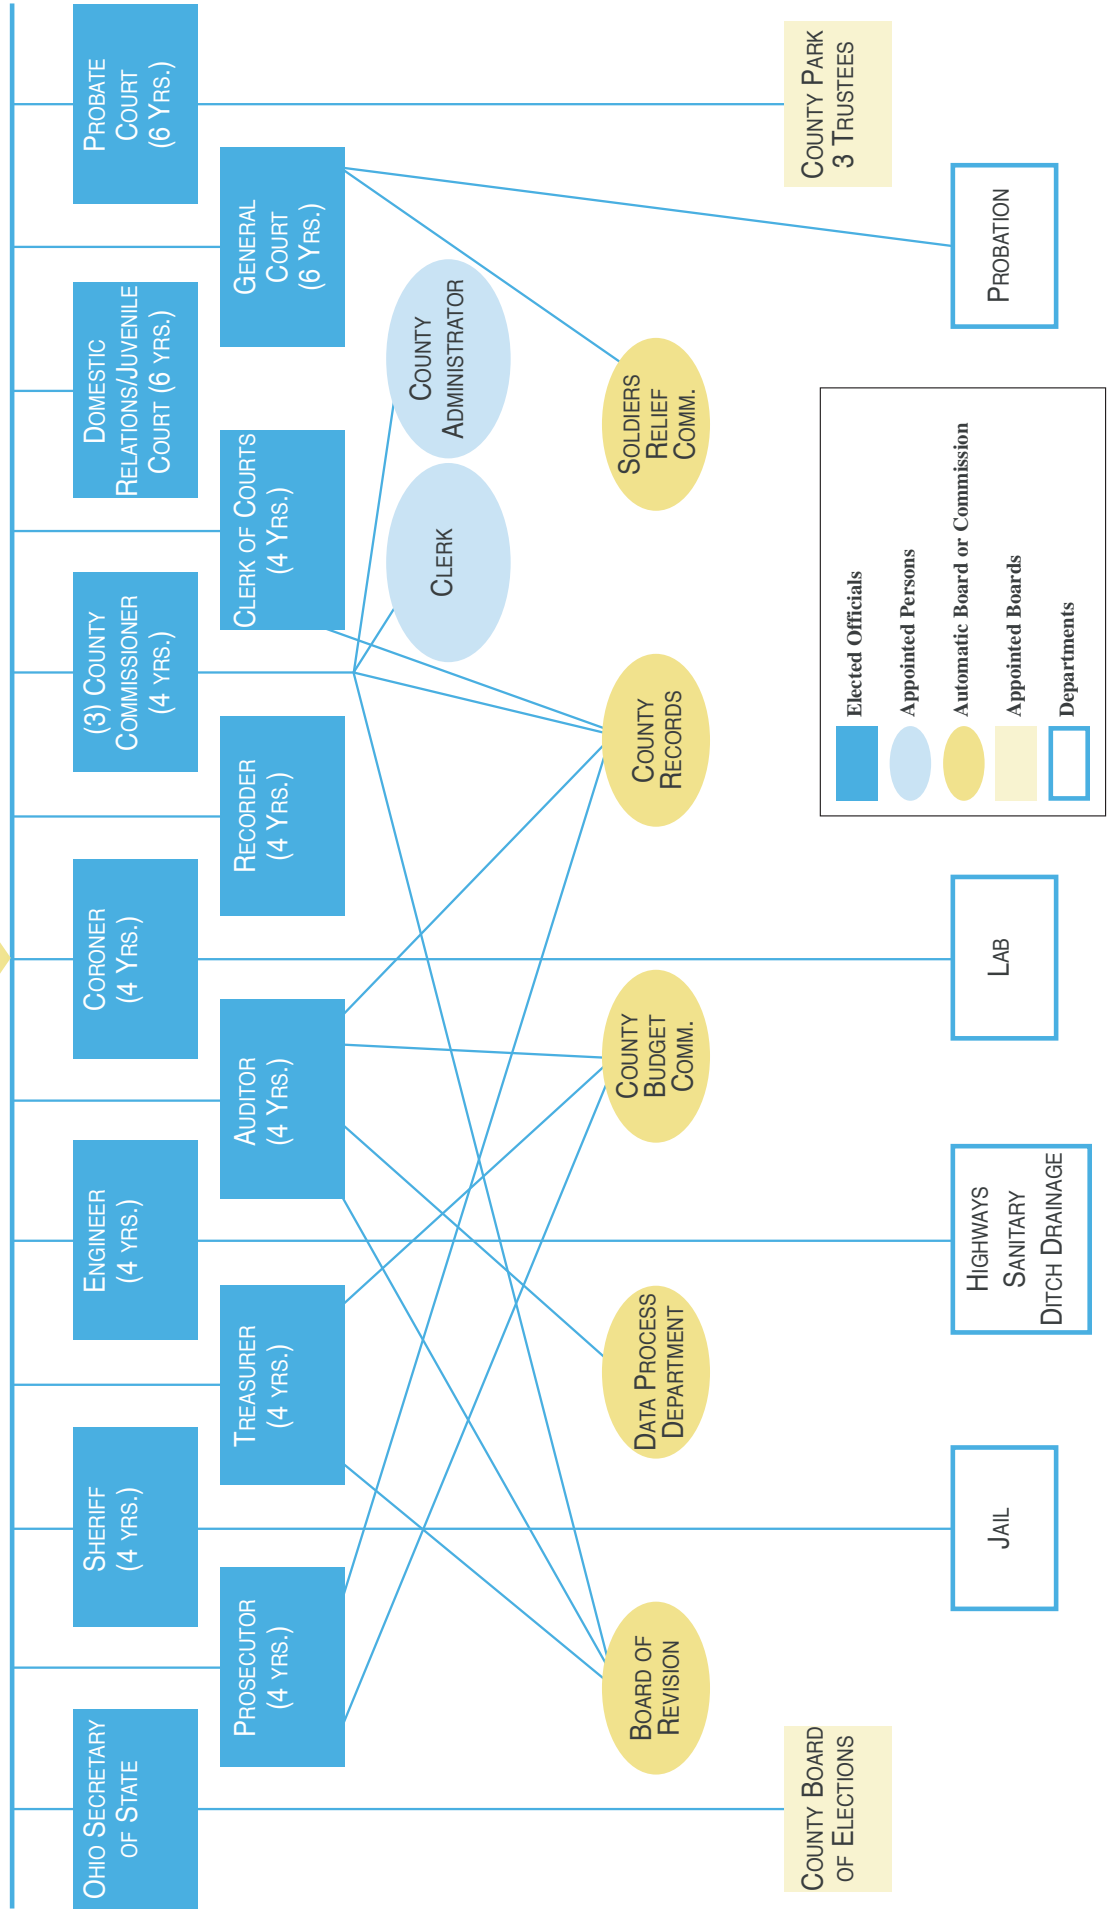 OHIO SECRETARY
OF STATE
SHERIFF
(4 YRS.)
ENGINEER
(4 YRS.)
CORONER
(4 YRS.)
(3) COUNTY
COMMISSIONER
(4 YRS.)
DOMESTIC
RELATIONS/JUVENILE
COURT (6 YRS.)
PROBATE
COURT
(6 YRS.)
PROSECUTOR
(4 YRS.)
TREASURER
(4 YRS.)
AUDITOR
(4 YRS.)
RECORDER
(4 YRS.)
CLERK OF COURTS
(4 YRS.)
GENERAL
COURT
(6 YRS.)
CLERK
COUNTY
ADMINISTRATOR
BOARD OF
REVISION
DATA PROCESS
DEPARTMENT
COUNTY
BUDGET
COMM.
COUNTY
RECORDS
SOLDIERS
RELIEF
COMM.
COUNTY BOARD
OF ELECTIONS
COUNTY PARK
3 TRUSTEES
JAIL
HIGHWAYS
SANITARY
DITCH DRAINAGE
LAB
PROBATION
Elected Officials
Appointed Persons
Automatic Board or Commission
Appointed Boards
Departments